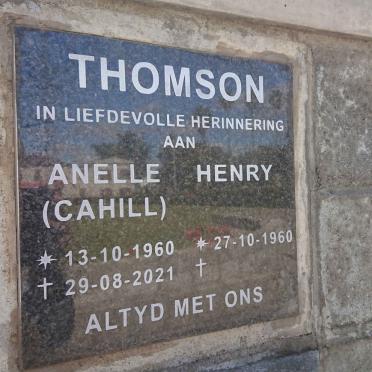 THOMSON
IN LIEFDEVOLLE HERINNERING
AAN
ANELLE HENRY
(CAHILL)
✴ 13-10-1960 ✴ 27-10-1960
† 29-08-2021 †
ALTYD MET ONS